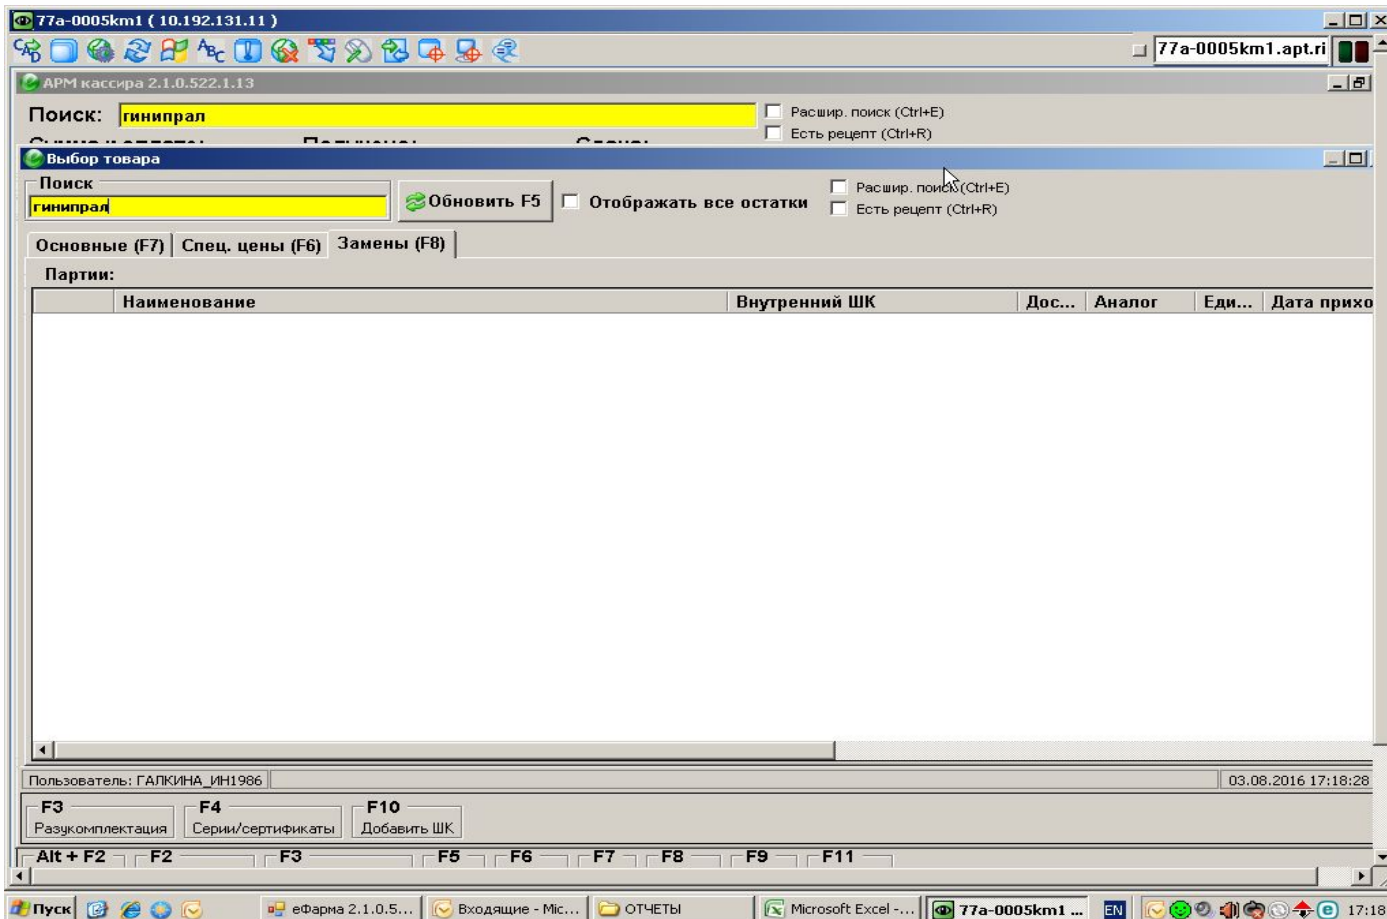 77a-0005km1 ( 10.192.131.11 )
77a-0005km1.apt.ri
АРМ кассира 2.1.0.522.1.13
Поиск: гинипрал
Расшир. поиск (Ctrl+E)
Есть рецепт (Ctrl+R)
Выбор товара
Поиск
гинипрал
Обновить F5
Отображать все остатки
Расшир. поиск (Ctrl+E)
Есть рецепт (Ctrl+R)
Основные (F7) Спец. цены (F6) Замены (F8)
Партии:
Наименование Внутренний ШК Дос... Аналог Еди... Дата прихо
Пользователь: ГАЛКИНА_ИН1986 03.08.2016 17:18:28
F3 F4 F10
Разукомплектация Серии/сертификаты Добавить ШК
Alt + F2 F2 F3 F5 F6 F7 F8 F9 F11
Пуск еФарма 2.1.0.5... Входящие - Mic... ОТЧЕТЫ Microsoft Excel -... 77a-0005km1 ... EN 17:18